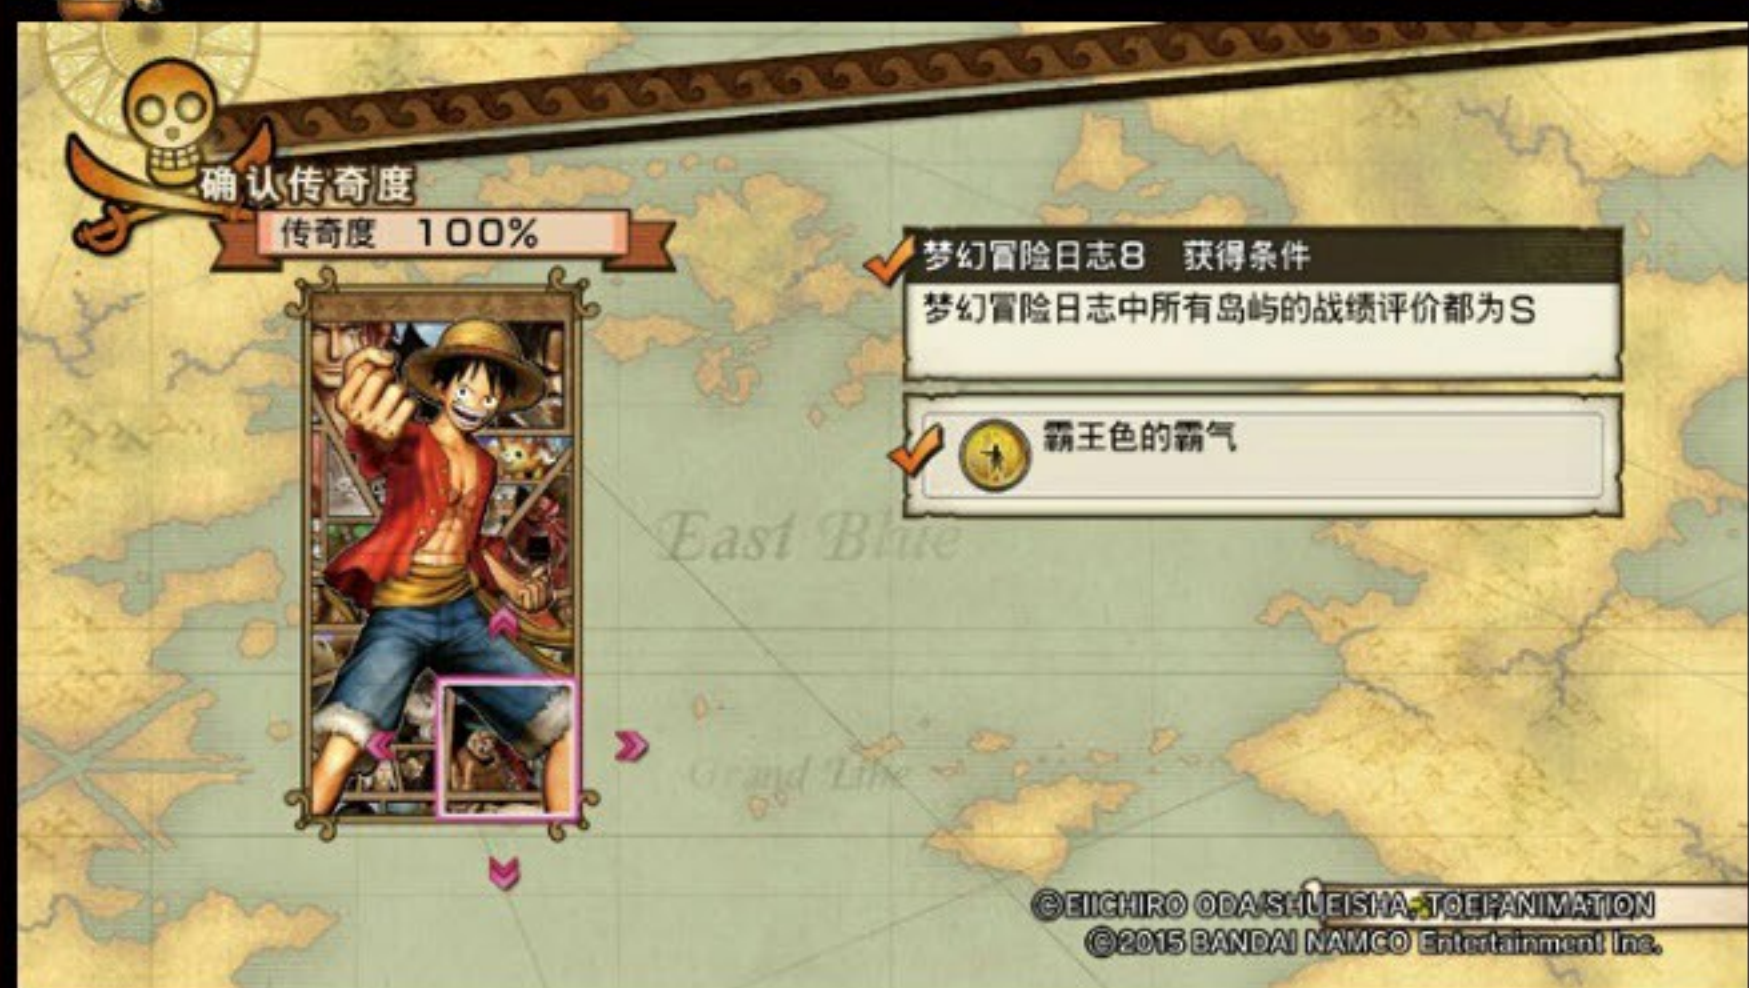 确认传奇度
传奇度 100%
梦幻冒险日志8 获得条件
梦幻冒险日志中所有岛屿的战绩评价都为S
霸王色的霸气
East Blue
Grand Line
©EIICHIRO ODA/SHUEISHA, TOEI ANIMATION
©2015 BANDAI NAMCO Entertainment Inc.